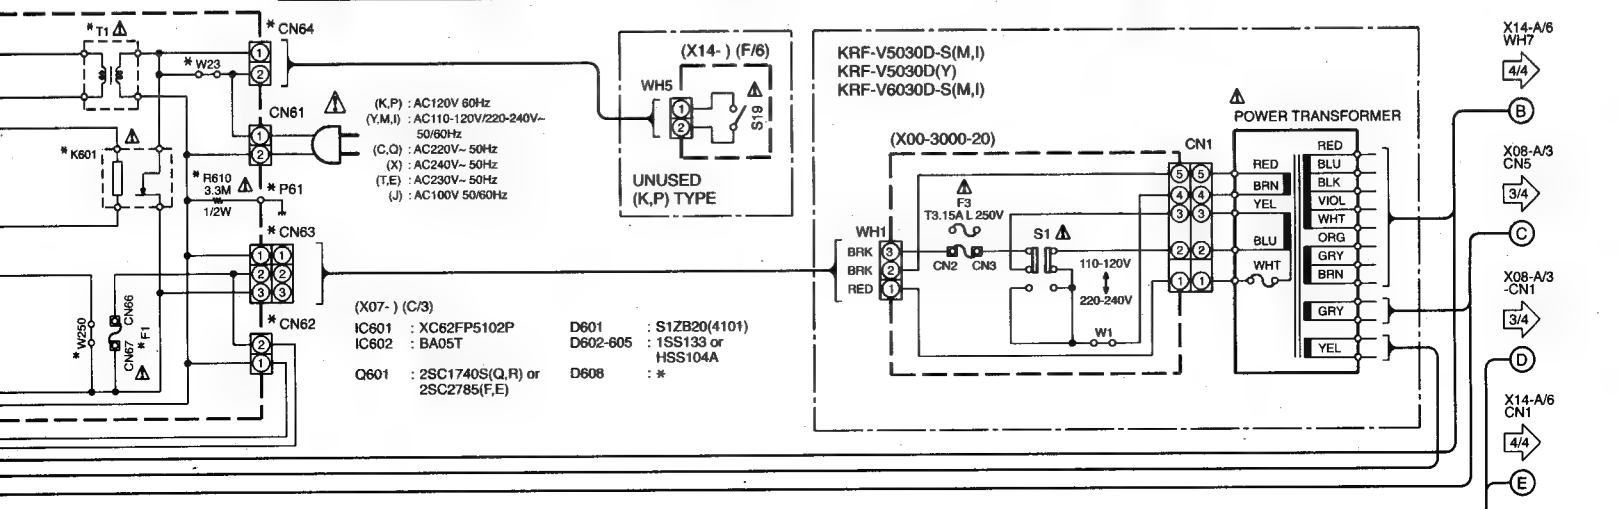 * T1
* CN64
1
2
* W23
CN61
1
2
* K601
* R610
3.3M
1/2W
* P61
* CN63
1 1
2 2
3 3
* CN62
2
1
* W250
CN66
CN67
* F1
(K,P) : AC120V 60Hz
(Y,M,I) : AC110-120V/220-240V~
50/60Hz
(C,Q) : AC220V~ 50Hz
(X) : AC240V~ 50Hz
(T,E) : AC230V~ 50Hz
(J) : AC100V 50/60Hz
(X07- ) (C/3)
IC601 : XC62FP5102P
IC602 : BA05T
Q601 : 2SC1740S(Q,R) or
2SC2785(F,E)
D601 : S1ZB20(4101)
D602-605 : 1SS133 or
HSS104A
D608 : *
(X14- ) (F/6)
WH5
1
2
S19
UNUSED
(K,P) TYPE
KRF-V5030D-S(M,I)
KRF-V5030D(Y)
KRF-V6030D-S(M,I)
(X00-3000-20)
WH1
BRK 3
BRK 2
RED 1
F3
T3.15A L 250V
CN2 CN3
S1
110-120V
220-240V
W1
CN1
5 5
4 4
3 3
2 2
1 1
POWER TRANSFORMER
RED
BRN
YEL
BLU
WHT
RED
BLU
BLK
VIOL
WHT
ORG
GRY
BRN
GRY
YEL
X14-A/6
WH7
4/4
B
X08-A/3
CN5
3/4
C
X08-A/3
-CN1
3/4
D
X14-A/6
CN1
4/4
E